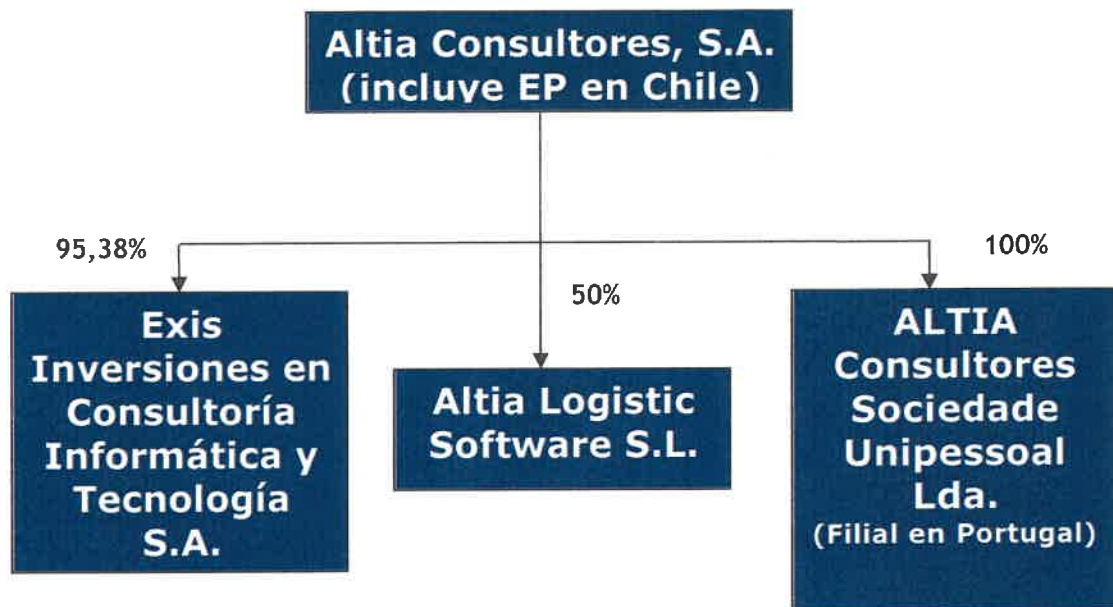 Altia Consultores, S.A.
(incluye EP en Chile)
95,38%
100%
50%
Exis
Inversiones en
Consultoría
Informática y
Tecnología
S.A.
Altia Logistic
Software S.L.
ALTIA
Consultores
Sociedade
Unipessoal
Lda.
(Filial en Portugal)